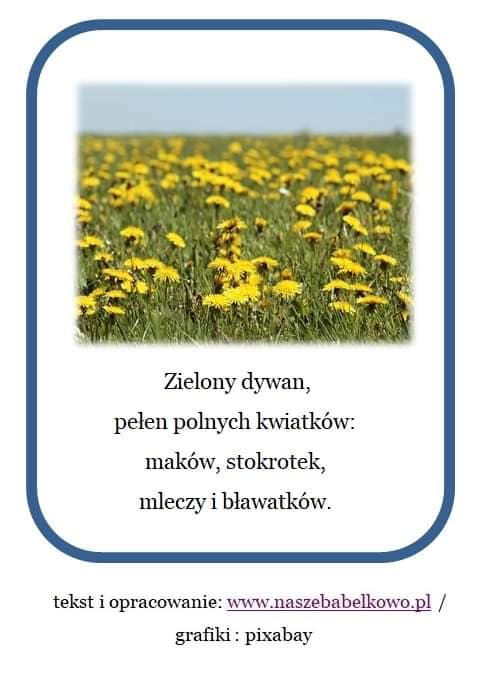 Zielony dywan,
pełen polnych kwiatków:
maków, stokrotek,
mleczy i bławatków.
tekst i opracowanie: www.naszebabelkowo.pl /
grafiki : pixabay